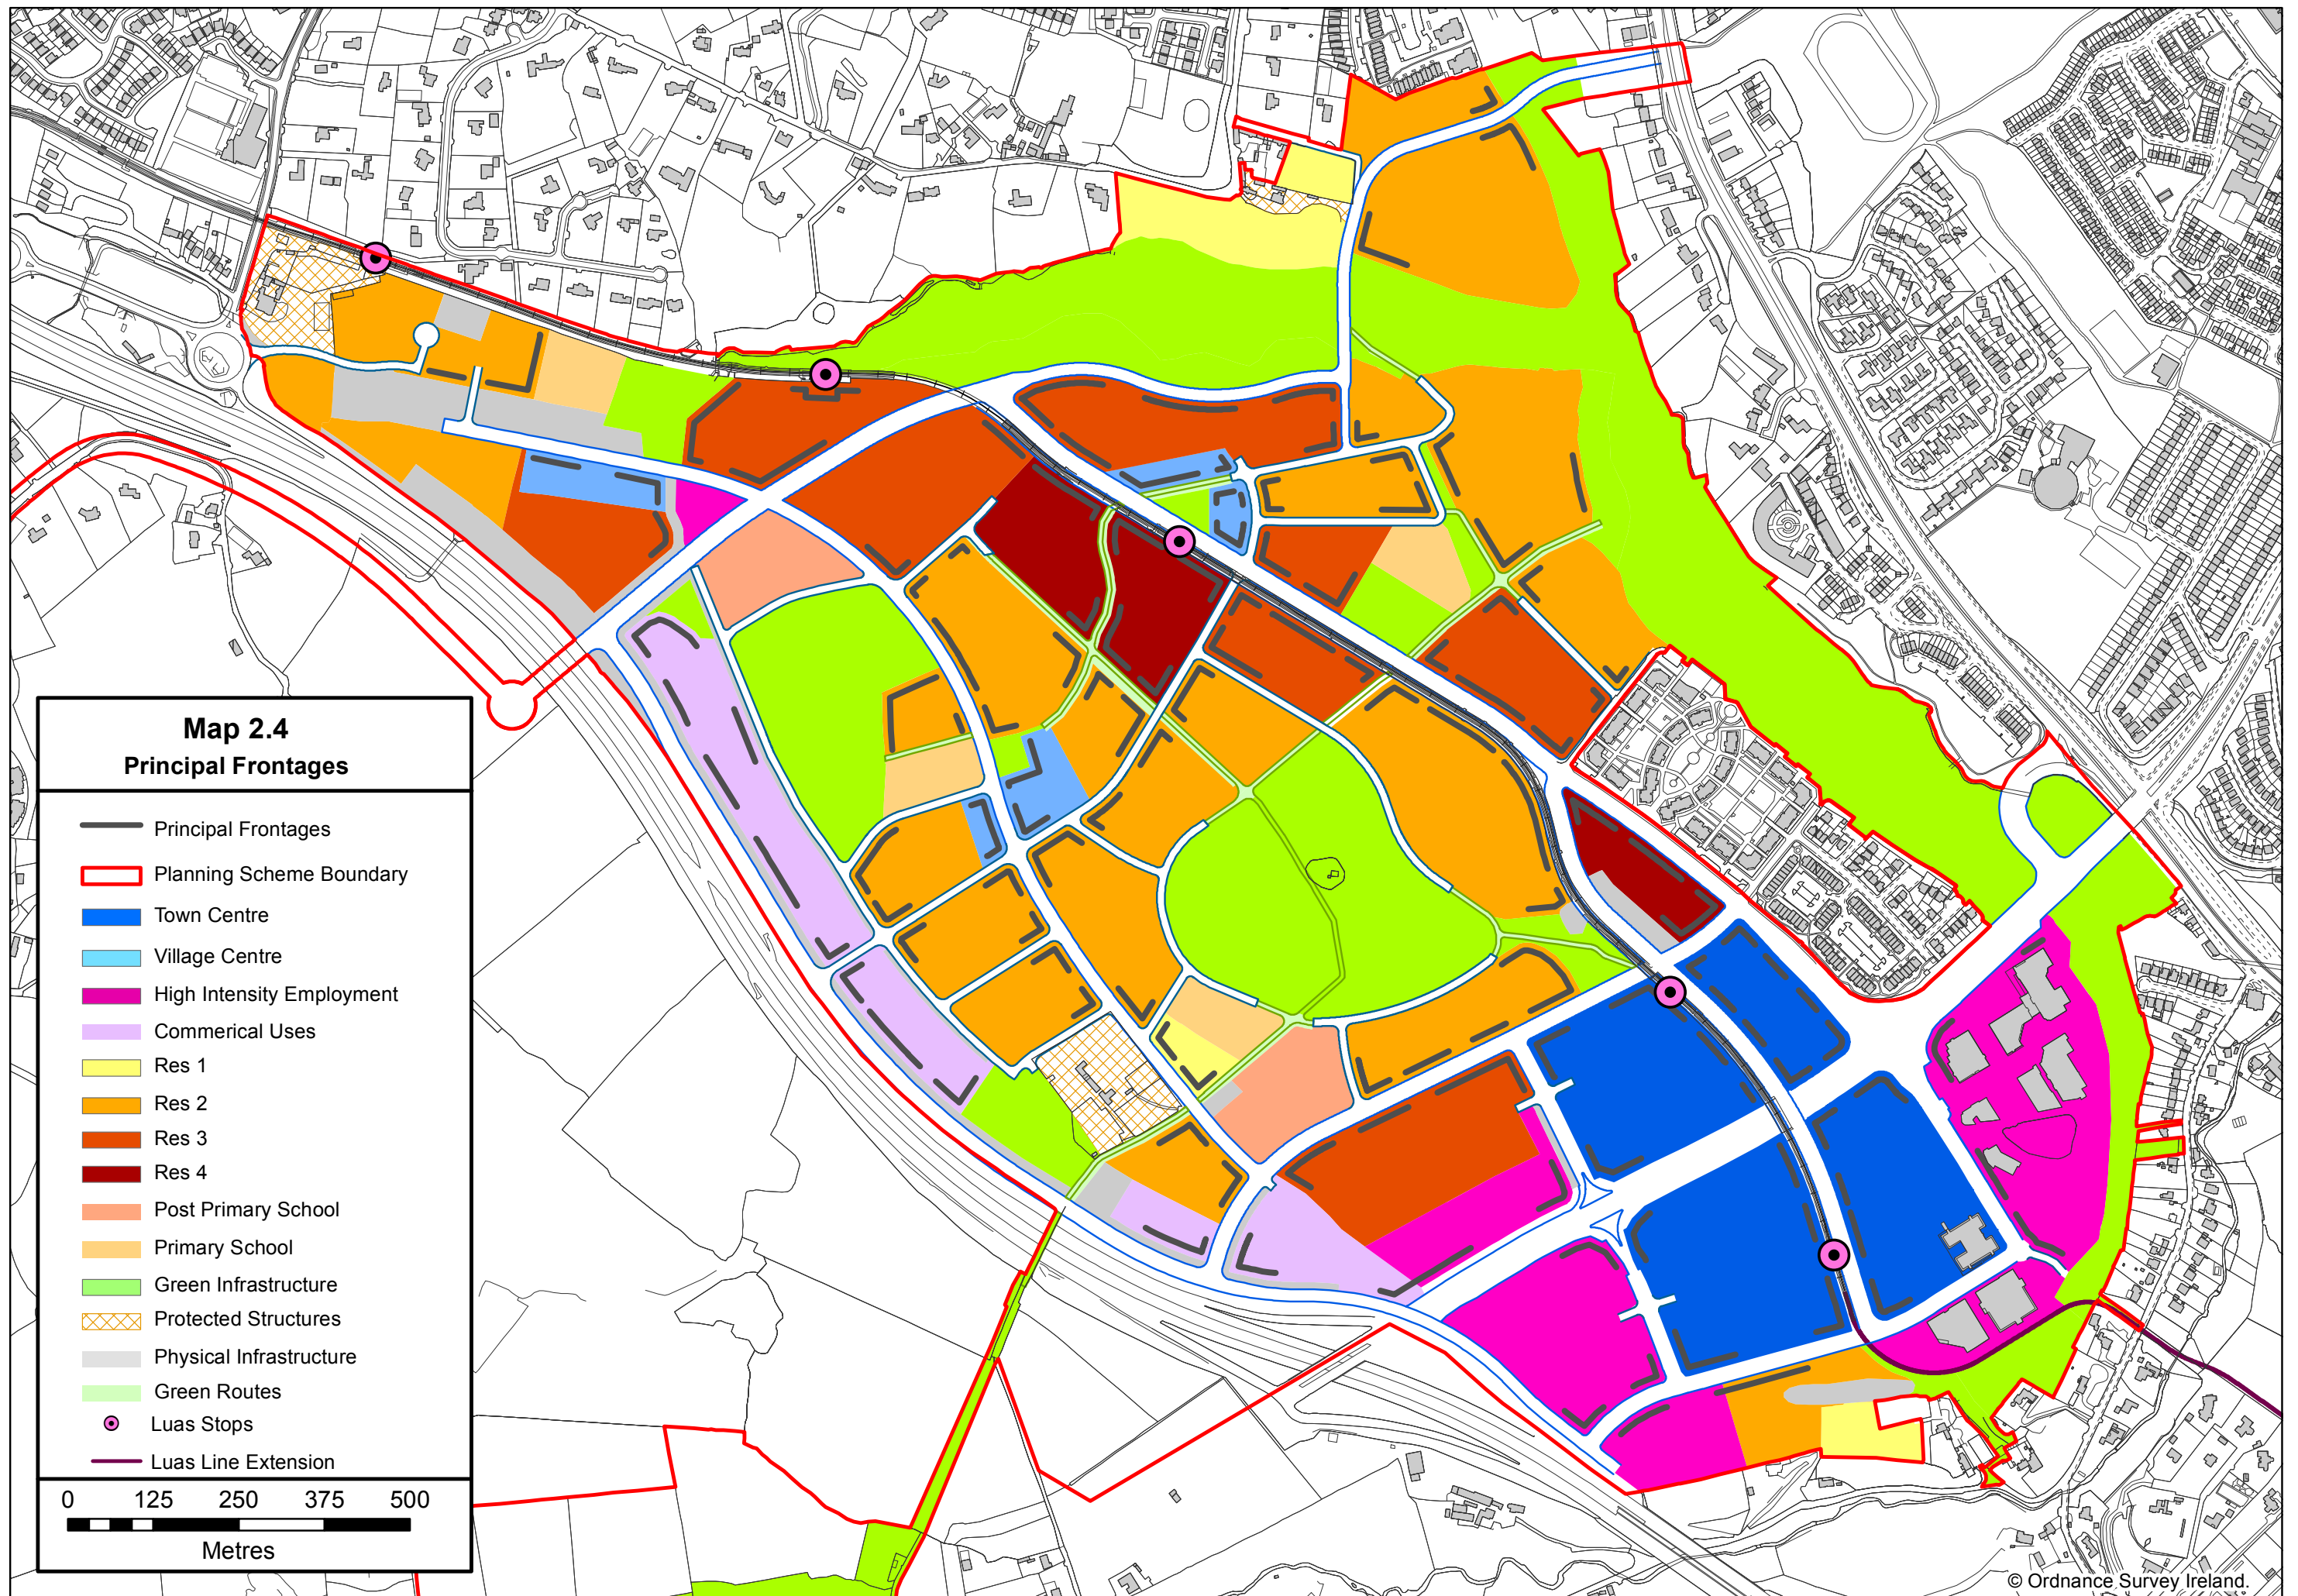 Map 2.4
Principal Frontages
Principal Frontages
Planning Scheme Boundary
Town Centre
Village Centre
High Intensity Employment
Commerical Uses
Res 1
Res 2
Res 3
Res 4
Post Primary School
Primary School
Green Infrastructure
Protected Structures
Physical Infrastructure
Green Routes
Luas Stops
Luas Line Extension
0 125 250 375 500
Metres
© Ordnance Survey Ireland.